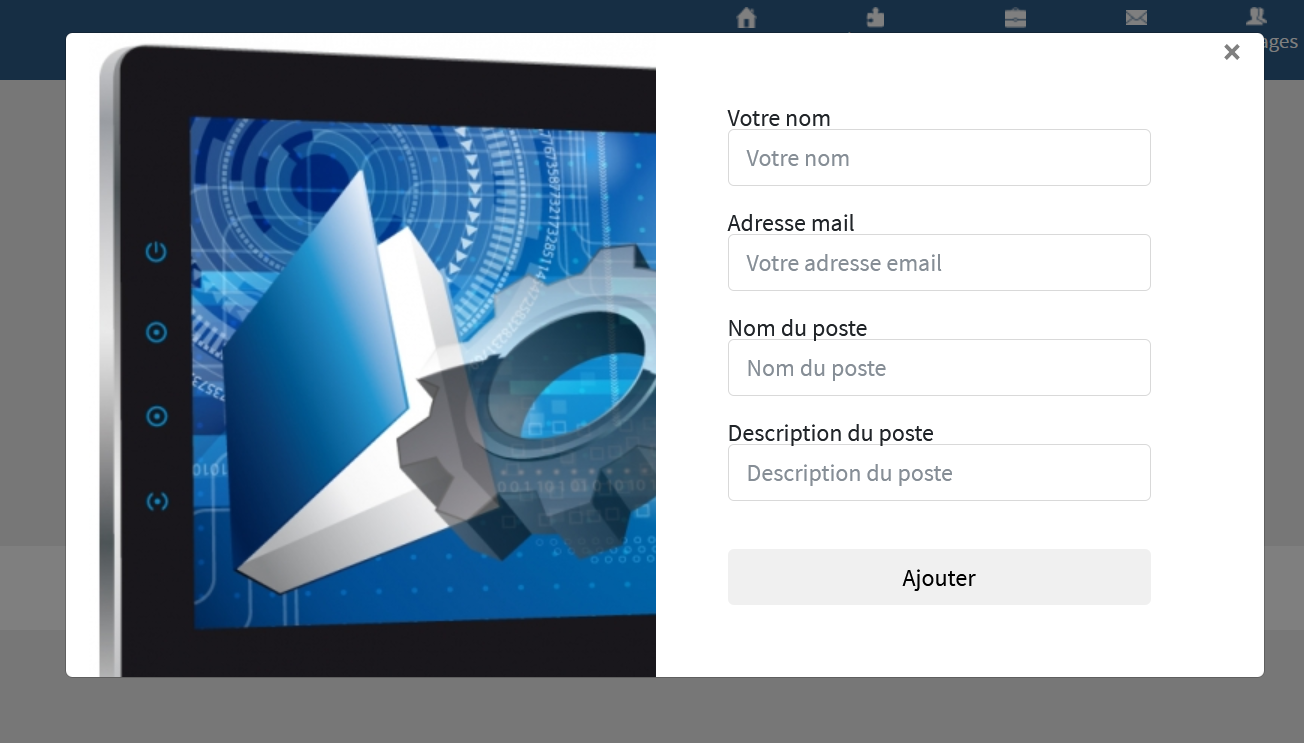 ages
×
Votre nom
Votre nom
Adresse mail
Votre adresse email
Nom du poste
Nom du poste
Description du poste
Description du poste
Ajouter